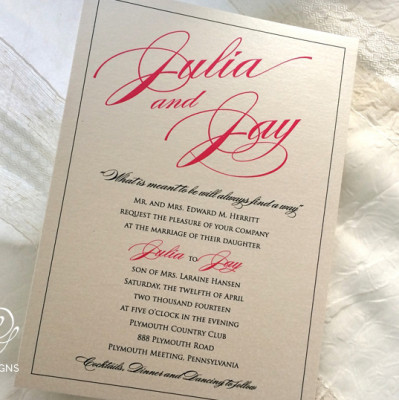 Julia
and
Jay
"What is meant to be will always find a way"
Mr. and Mrs. Edward M. Herritt
request the pleasure of your company
at the marriage of their daughter
Julia to Jay
son of Mrs. Laraine Hansen
Saturday, the twelfth of April
two thousand fourteen
at five o'clock in the evening
Plymouth Country Club
888 Plymouth Road
Plymouth Meeting, Pennsylvania
Cocktails, Dinner and Dancing to follow